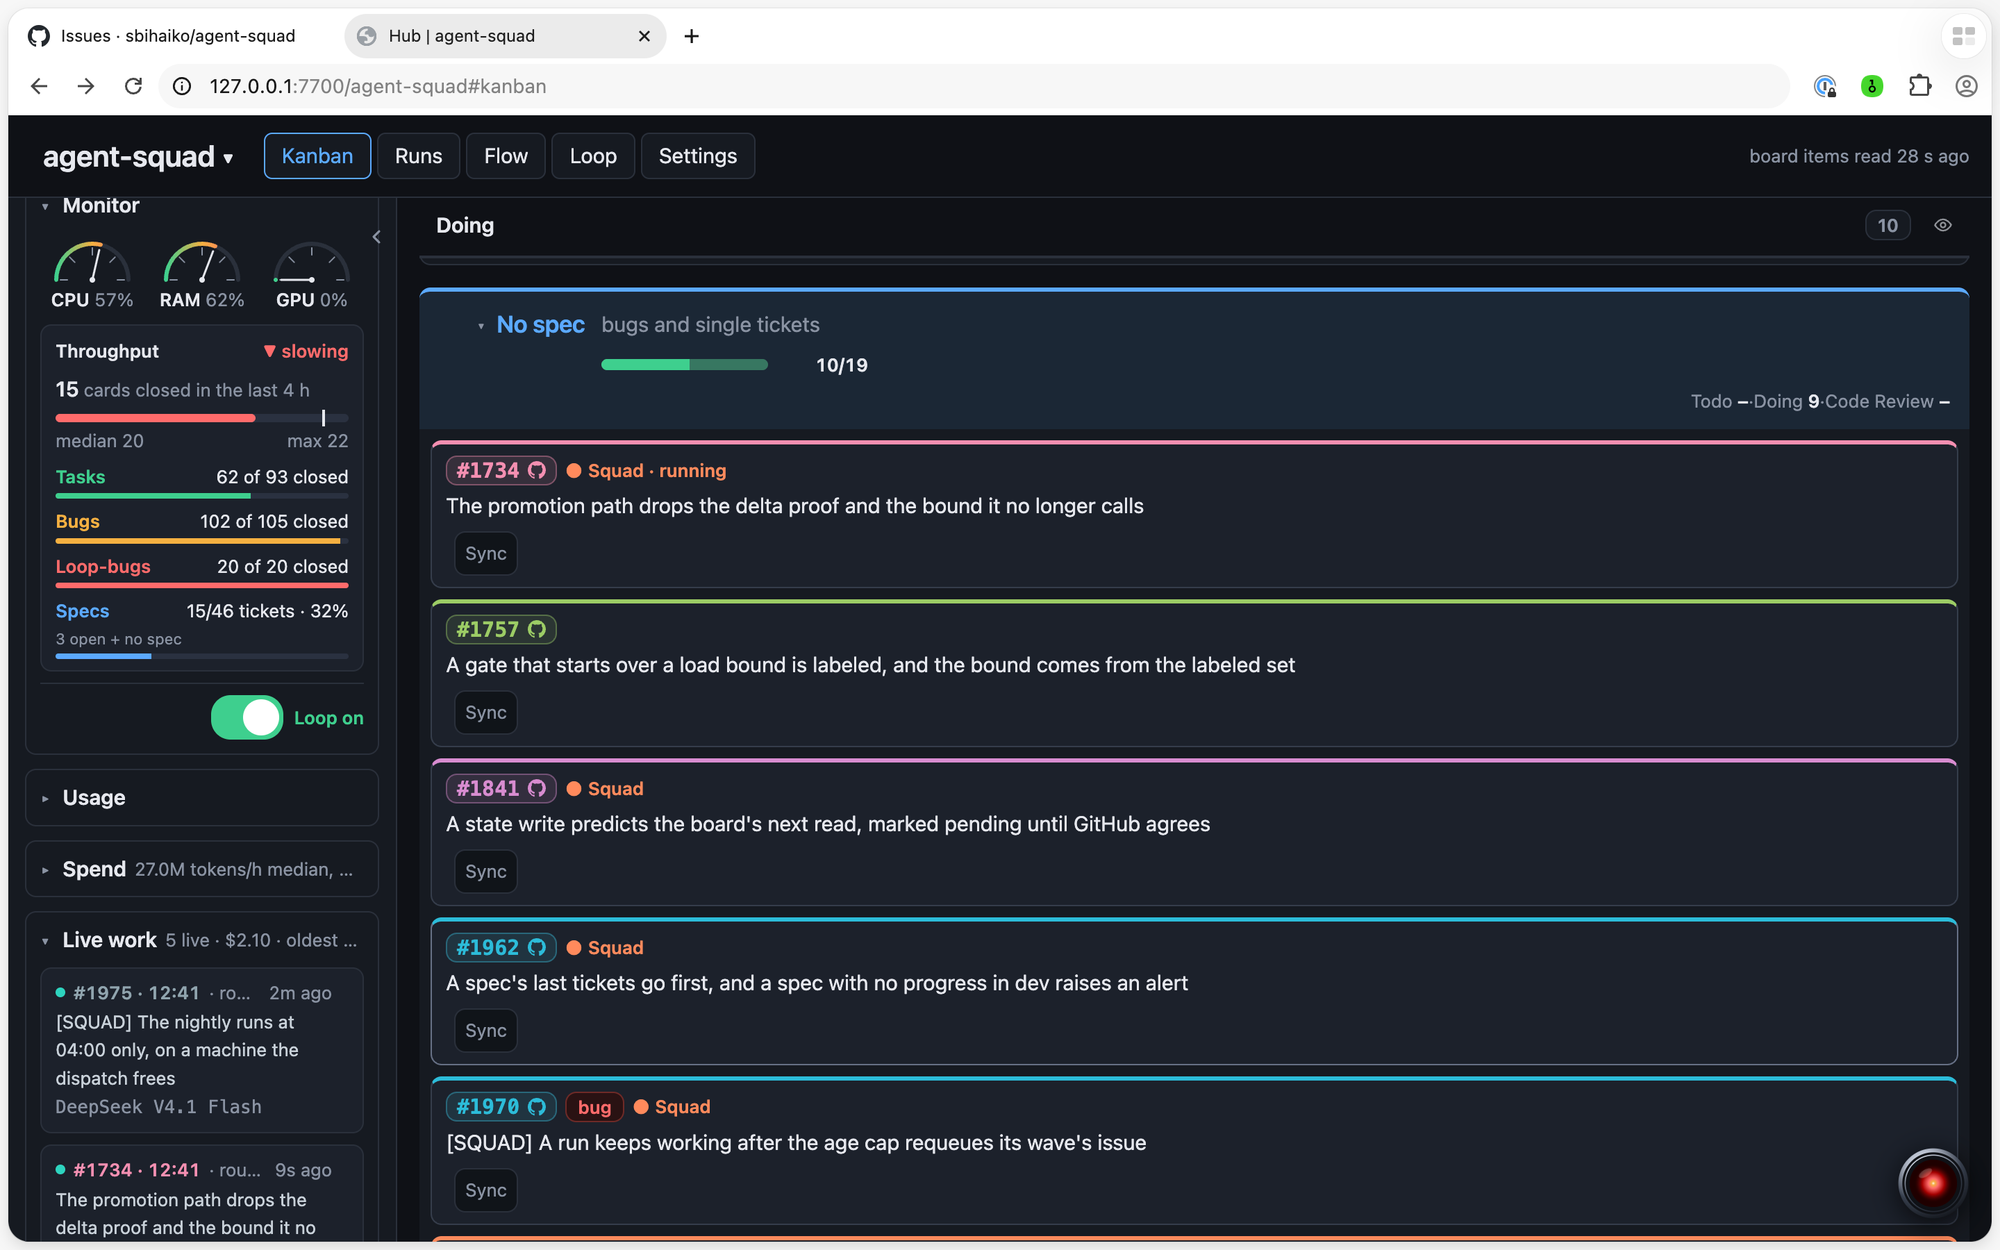 Issues · sbihaiko/agent-squad
Hub | agent-squad
127.0.0.1:7700/agent-squad#kanban
agent-squad
Kanban
Runs
Flow
Loop
Settings
board items read 28 s ago
Monitor
CPU 57%
RAM 62%
GPU 0%
Throughput
slowing
15 cards closed in the last 4 h
median 20
max 22
Tasks
62 of 93 closed
Bugs
102 of 105 closed
Loop-bugs
20 of 20 closed
Specs
15/46 tickets · 32%
3 open + no spec
Loop on
Usage
Spend 27.0M tokens/h median, ...
Live work 5 live · $2.10 · oldest ...
#1975 · 12:41 · ro... 2m ago
[SQUAD] The nightly runs at
04:00 only, on a machine the
dispatch frees
DeepSeek V4.1 Flash
#1734 · 12:41 · rou... 9s ago
The promotion path drops the
delta proof and the bound it no
Doing
10
No spec bugs and single tickets
10/19
Todo –·Doing 9·Code Review –
#1734 Squad · running
The promotion path drops the delta proof and the bound it no longer calls
Sync
#1757
A gate that starts over a load bound is labeled, and the bound comes from the labeled set
Sync
#1841 Squad
A state write predicts the board's next read, marked pending until GitHub agrees
Sync
#1962 Squad
A spec's last tickets go first, and a spec with no progress in dev raises an alert
Sync
#1970 bug Squad
[SQUAD] A run keeps working after the age cap requeues its wave's issue
Sync